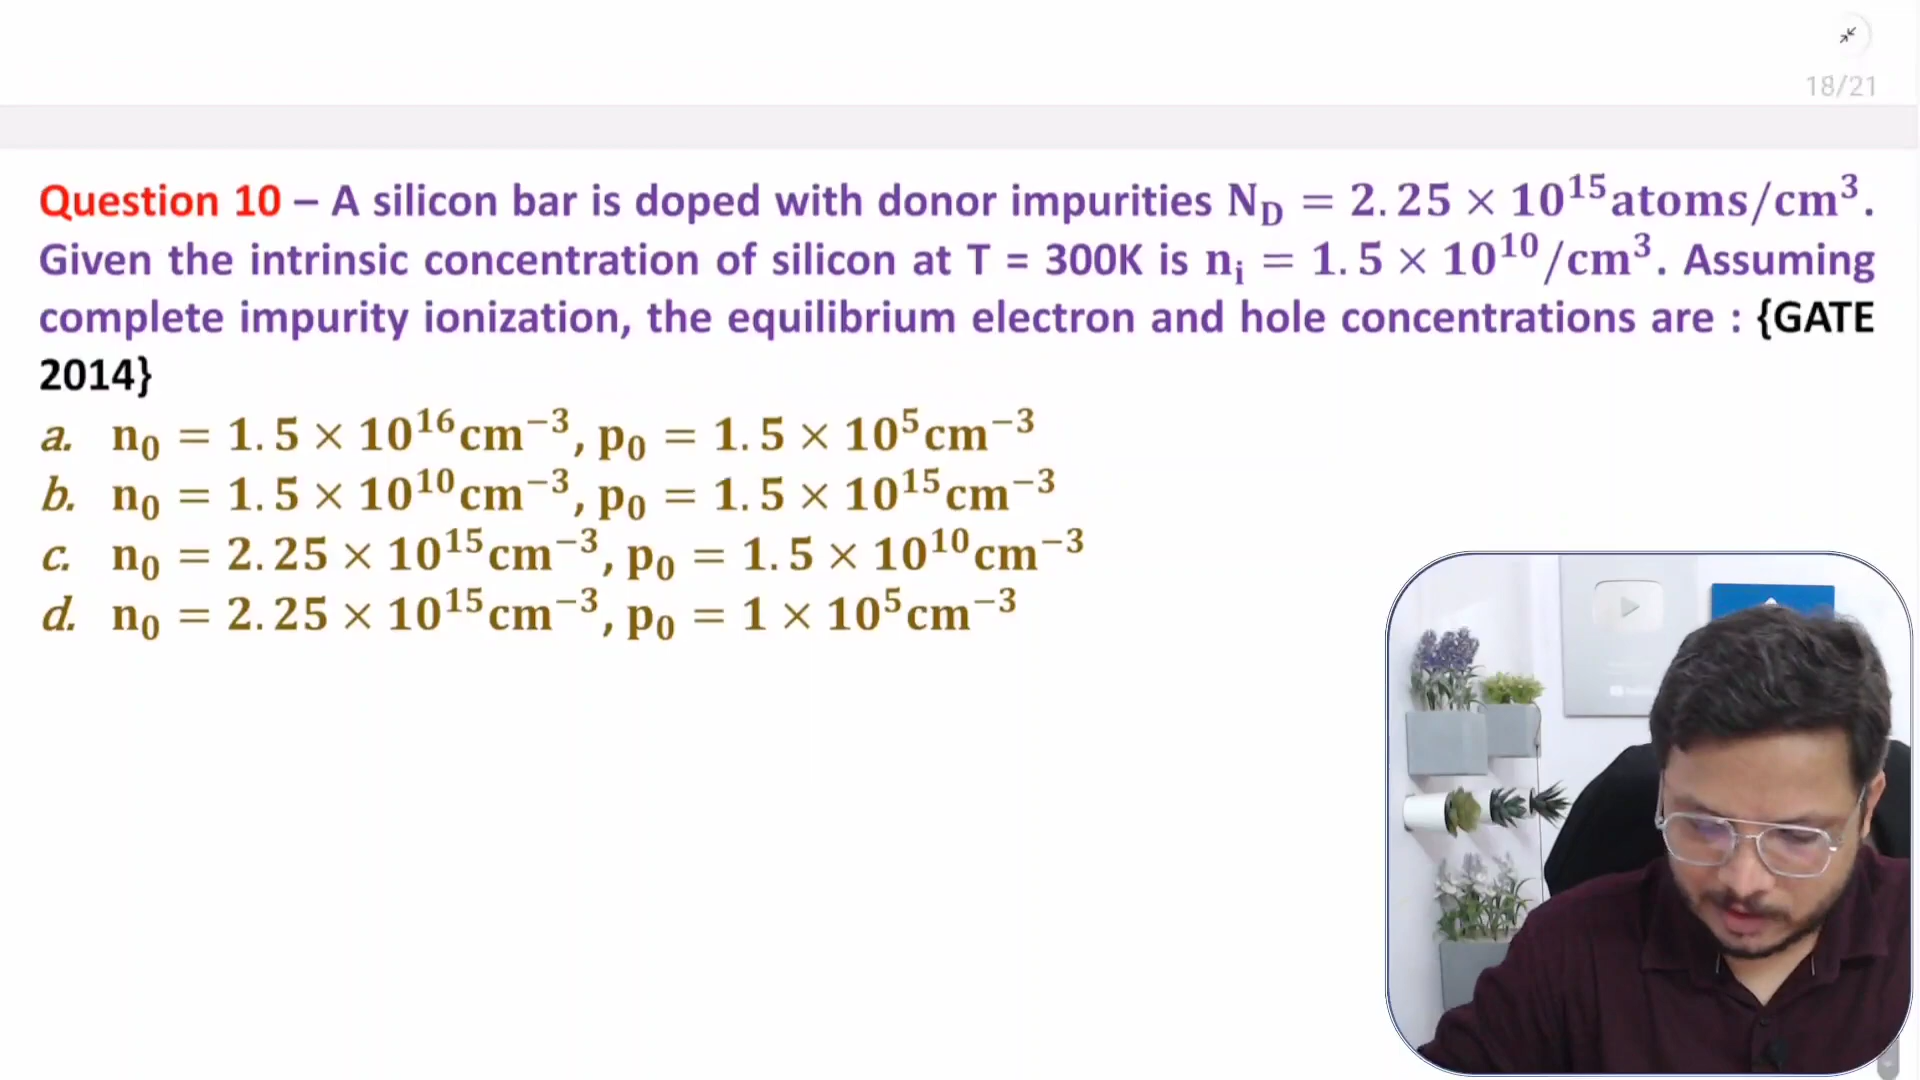 18/21
Question 10 – A silicon bar is doped with donor impurities N_D = 2.25 × 10^15 atoms/cm^3.
Given the intrinsic concentration of silicon at T = 300K is n_i = 1.5 × 10^10/cm^3. Assuming
complete impurity ionization, the equilibrium electron and hole concentrations are : {GATE
2014}
a. n_0 = 1.5 × 10^16 cm^−3, p_0 = 1.5 × 10^5 cm^−3
b. n_0 = 1.5 × 10^10 cm^−3, p_0 = 1.5 × 10^15 cm^−3
c. n_0 = 2.25 × 10^15 cm^−3, p_0 = 1.5 × 10^10 cm^−3
d. n_0 = 2.25 × 10^15 cm^−3, p_0 = 1 × 10^5 cm^−3